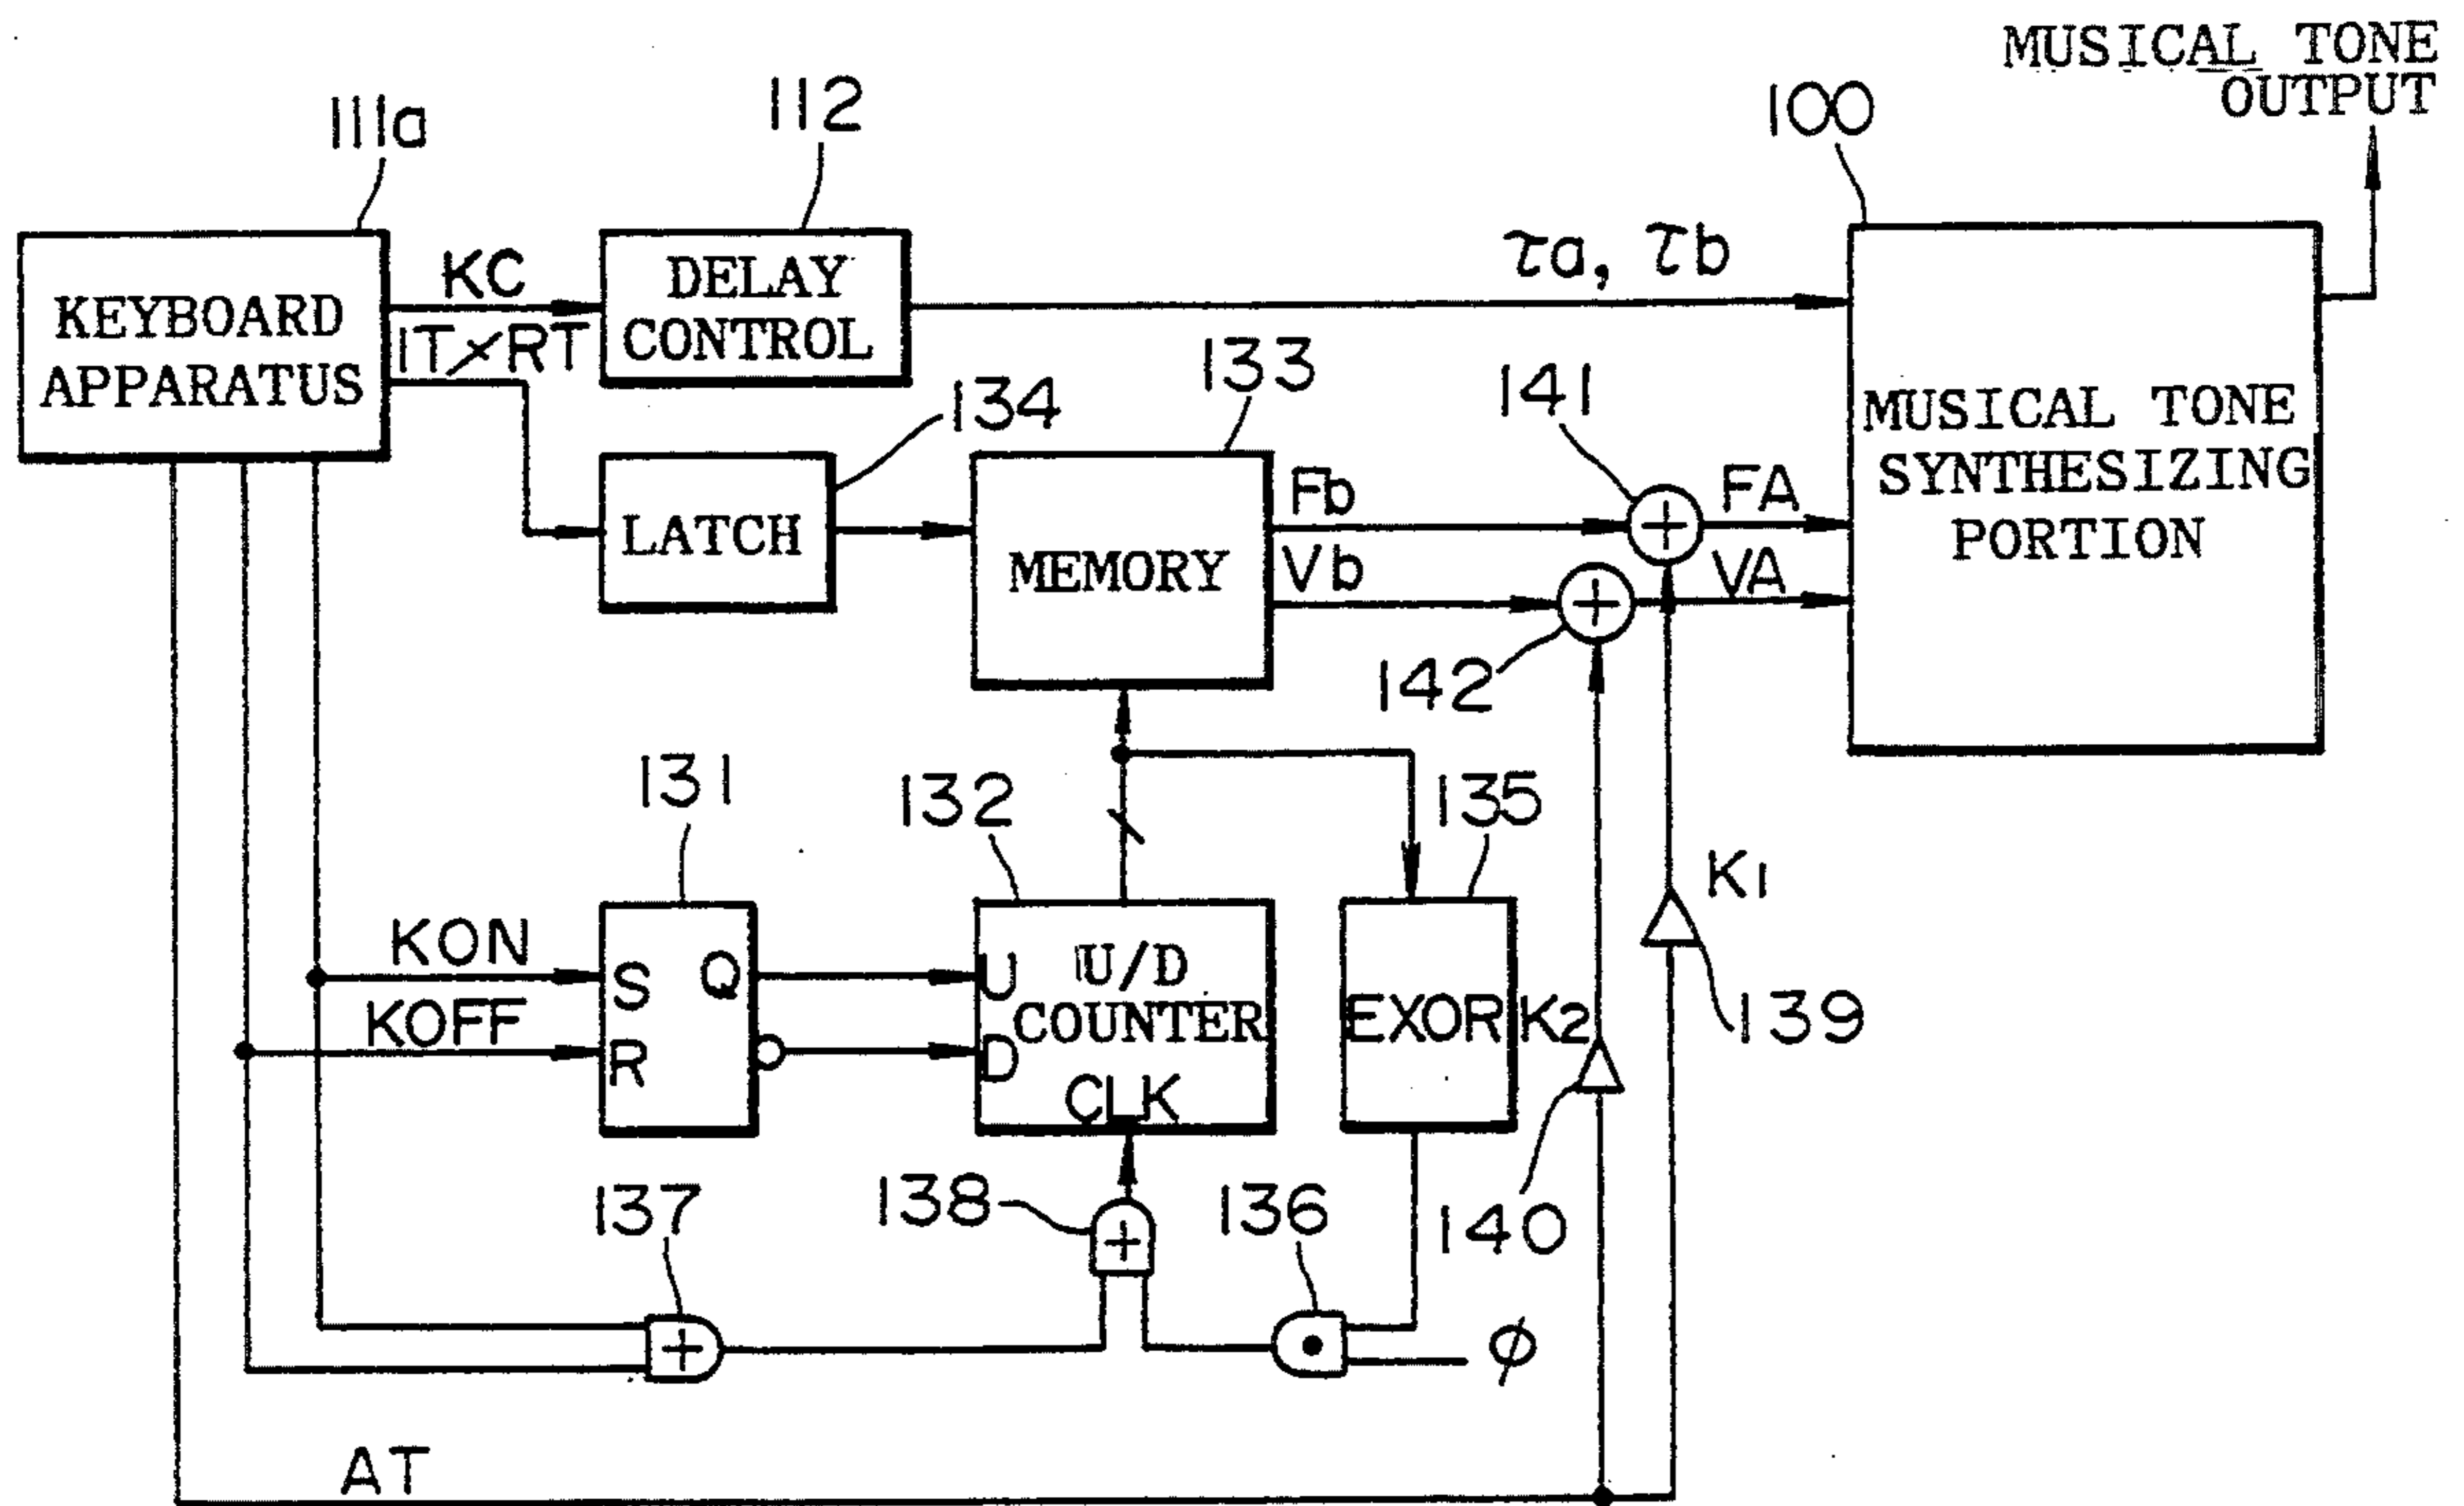 MUSICAL TONE
OUTPUT
111a
112
100
KEYBOARD
APPARATUS
KC
IT/RT
DELAY
CONTROL
τa, τb
134
133
141
LATCH
MEMORY
Fb
Vb
FA
VA
142
MUSICAL TONE
SYNTHESIZING
PORTION
131
132
135
K1
KON
KOFF
S
Q
R
U
D
U/D
COUNTER
CLK
EXOR
K2
139
137
138
136
140
φ
AT